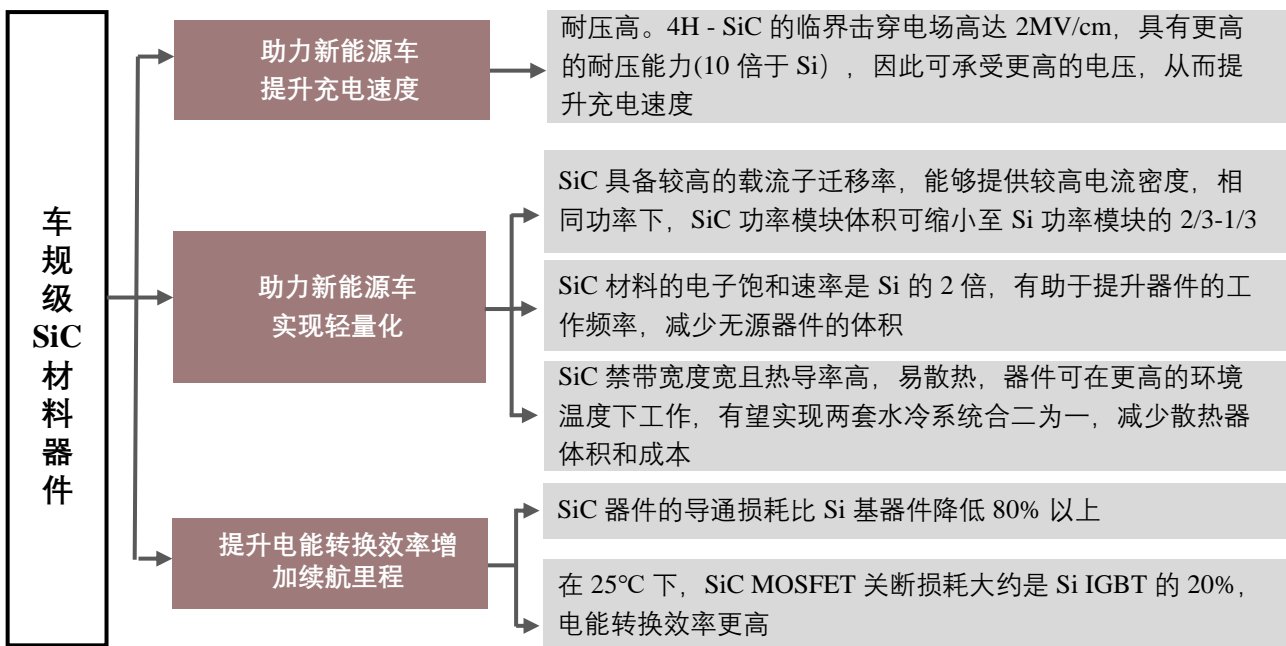 车
规
级
SiC
材
料
器
件
助力新能源车
提升充电速度
耐压高。4H - SiC 的临界击穿电场高达 2MV/cm，具有更高
的耐压能力(10 倍于 Si），因此可承受更高的电压，从而提
升充电速度
助力新能源车
实现轻量化
SiC 具备较高的载流子迁移率，能够提供较高电流密度，相
同功率下，SiC 功率模块体积可缩小至 Si 功率模块的 2/3-1/3
SiC 材料的电子饱和速率是 Si 的 2 倍，有助于提升器件的工
作频率，减少无源器件的体积
SiC 禁带宽度宽且热导率高，易散热，器件可在更高的环境
温度下工作，有望实现两套水冷系统合二为一，减少散热器
体积和成本
提升电能转换效率增
加续航里程
SiC 器件的导通损耗比 Si 基器件降低 80% 以上
在 25°C 下，SiC MOSFET 关断损耗大约是 Si IGBT 的 20%，
电能转换效率更高